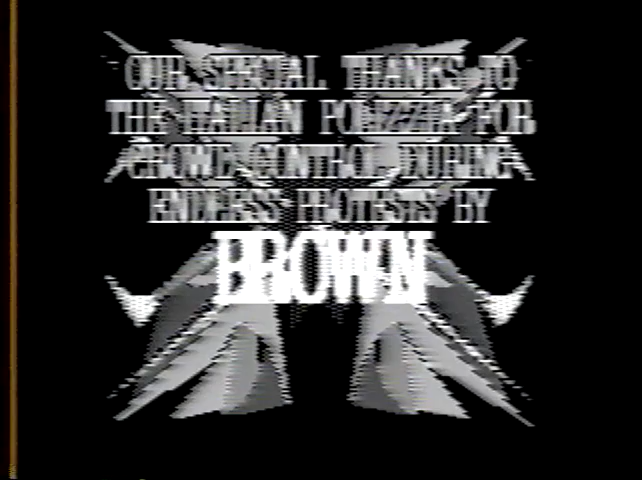 OUR SPECIAL THANKS TO
THE ITALIAN POLIZZIA FOR
CROWD CONTROL DURING
ENDLESS PROTESTS BY
BROWN